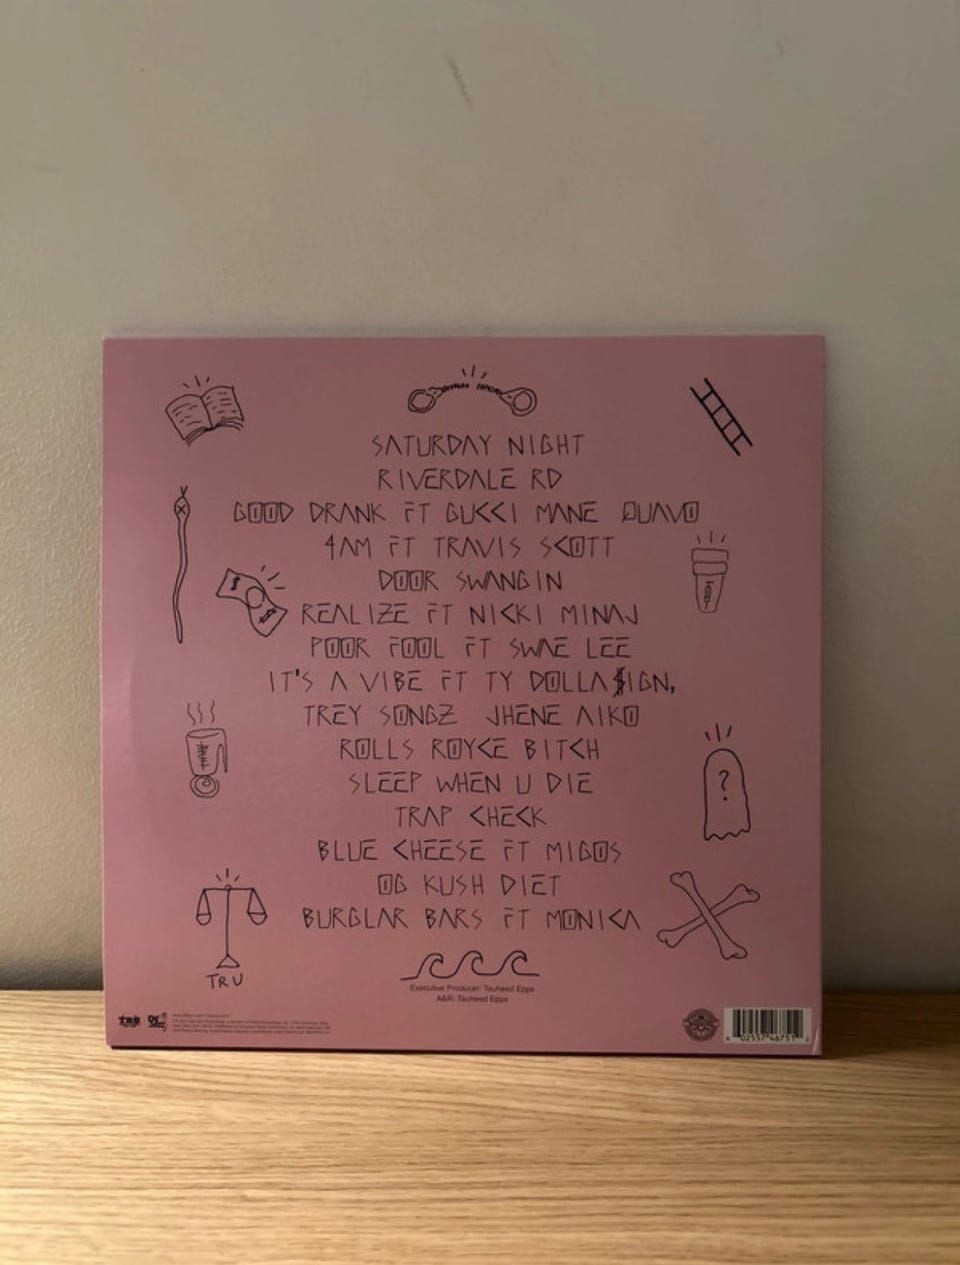 SATURDAY NIGHT
RIVERDALE RD
GOOD DRANK FT GUCCI MANE QUAVO
4AM FT TRAVIS SCOTT
DOOR SWANGIN
REALIZE FT NICKI MINAJ
POOR FOOL FT SWAE LEE
IT'S A VIBE FT TY DOLLA $IGN,
TREY SONGZ JHENE AIKO
ROLLS ROYCE BITCH
SLEEP WHEN U DIE
TRAP CHECK
BLUE CHEESE FT MIGOS
OG KUSH DIET
BURGLAR BARS FT MONICA
TRU
Executive Producer: Tauheed Epps
A&R: Tauheed Epps